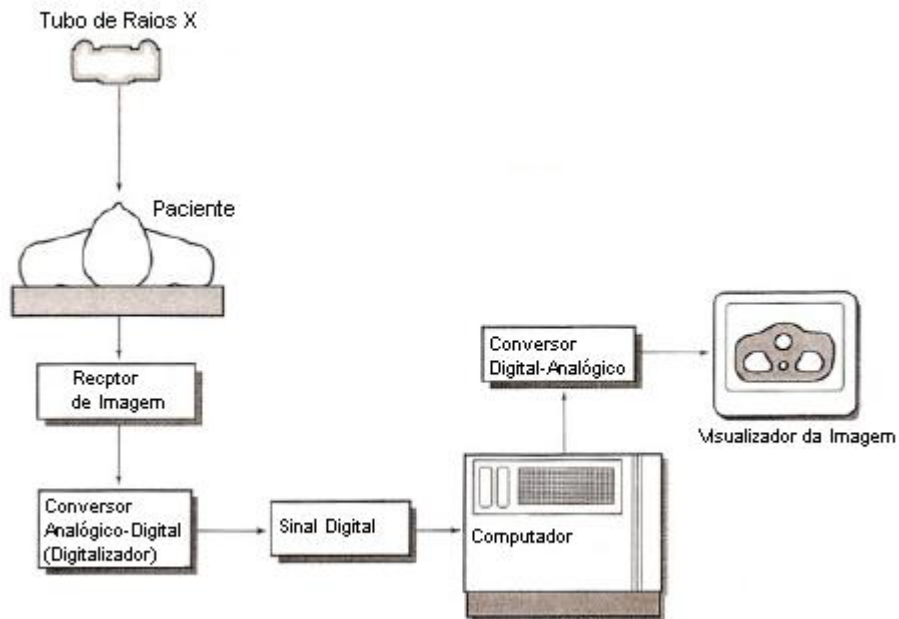 Tubo de Raios X
Paciente
Recptor
de Imagem
Conversor
Analógico-Digital
(Digitalizador)
Sinal Digital
Computador
Conversor
Digital-Analógico
Visualizador da Imagem